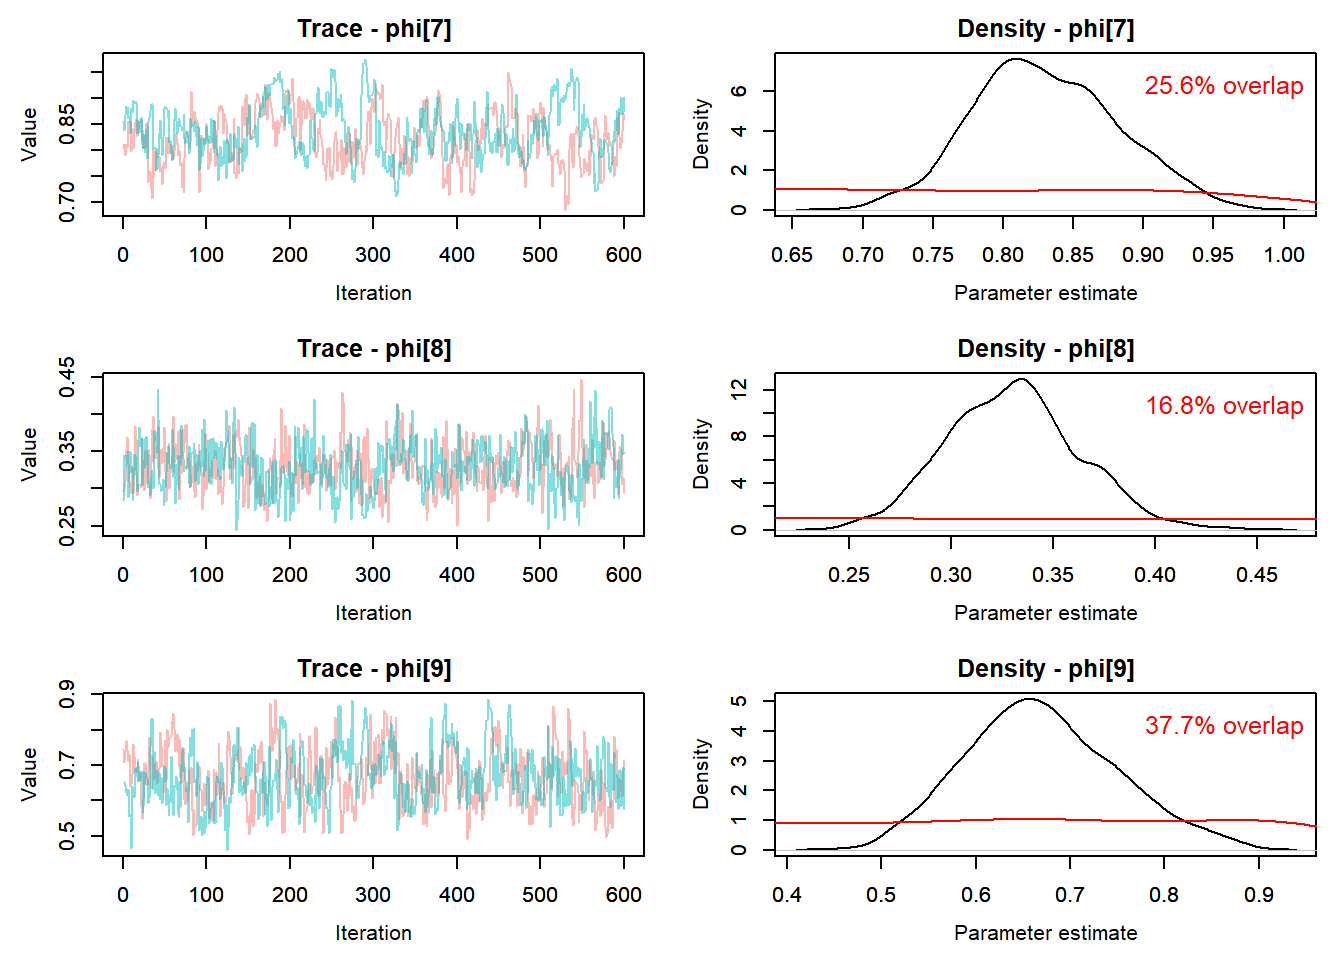 Trace - phi[7]
Value
0.70
0.85
0 100 200 300 400 500 600
Iteration
Density - phi[7]
Density
0 2 4 6
25.6% overlap
0.65 0.70 0.75 0.80 0.85 0.90 0.95 1.00
Parameter estimate
Trace - phi[8]
Value
0.25 0.35 0.45
0 100 200 300 400 500 600
Iteration
Density - phi[8]
Density
0 4 8 12
16.8% overlap
0.25 0.30 0.35 0.40 0.45
Parameter estimate
Trace - phi[9]
Value
0.5 0.7 0.9
0 100 200 300 400 500 600
Iteration
Density - phi[9]
Density
0 1 2 3 4 5
37.7% overlap
0.4 0.5 0.6 0.7 0.8 0.9
Parameter estimate